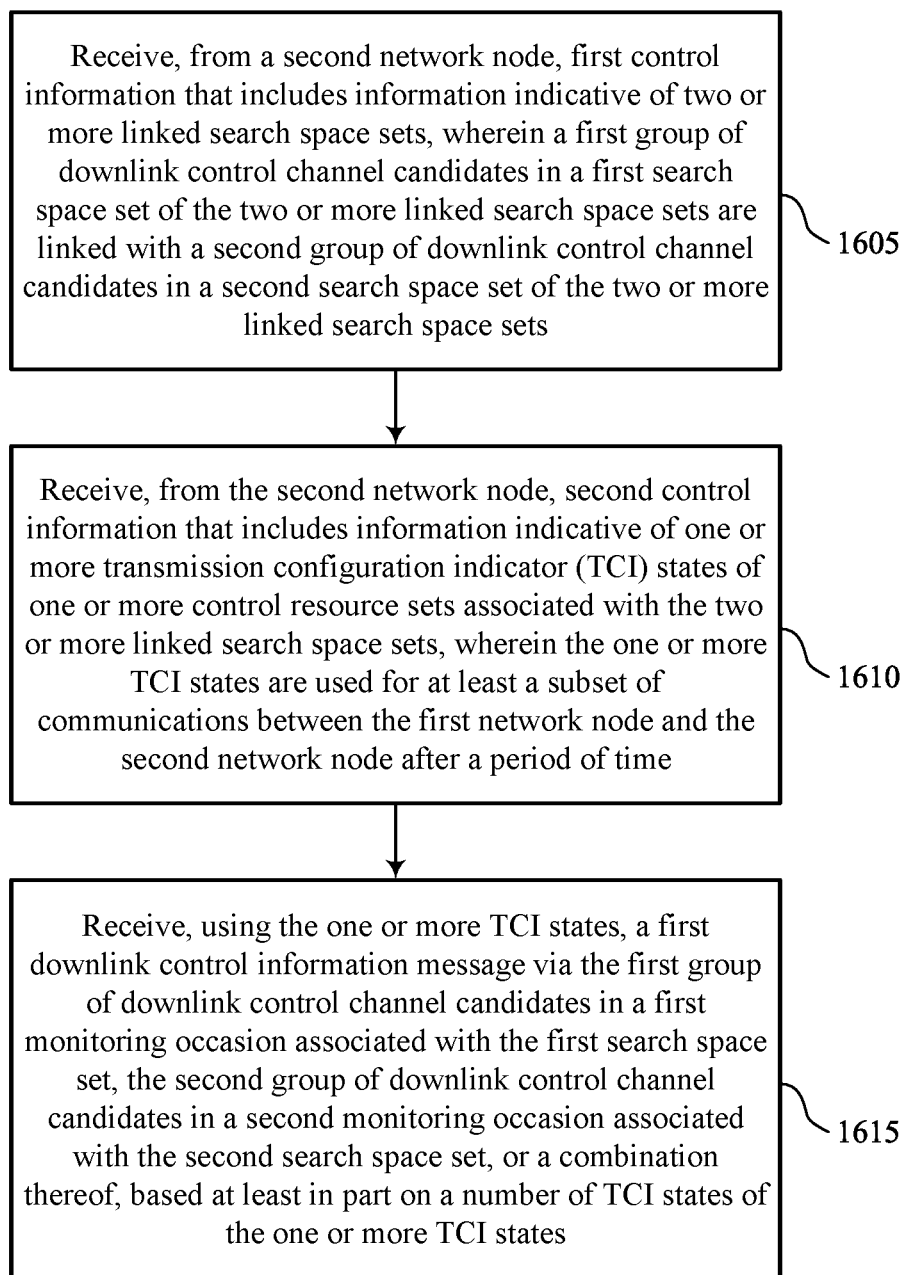 Receive, from a second network node, first control
information that includes information indicative of two or
more linked search space sets, wherein a first group of
downlink control channel candidates in a first search
space set of the two or more linked search space sets are
linked with a second group of downlink control channel
candidates in a second search space set of the two or more
linked search space sets
1605
Receive, from the second network node, second control
information that includes information indicative of one or
more transmission configuration indicator (TCI) states of
one or more control resource sets associated with the two
or more linked search space sets, wherein the one or more
TCI states are used for at least a subset of
communications between the first network node and the
second network node after a period of time
1610
Receive, using the one or more TCI states, a first
downlink control information message via the first group
of downlink control channel candidates in a first
monitoring occasion associated with the first search space
set, the second group of downlink control channel
candidates in a second monitoring occasion associated
with the second search space set, or a combination
thereof, based at least in part on a number of TCI states of
the one or more TCI states
1615